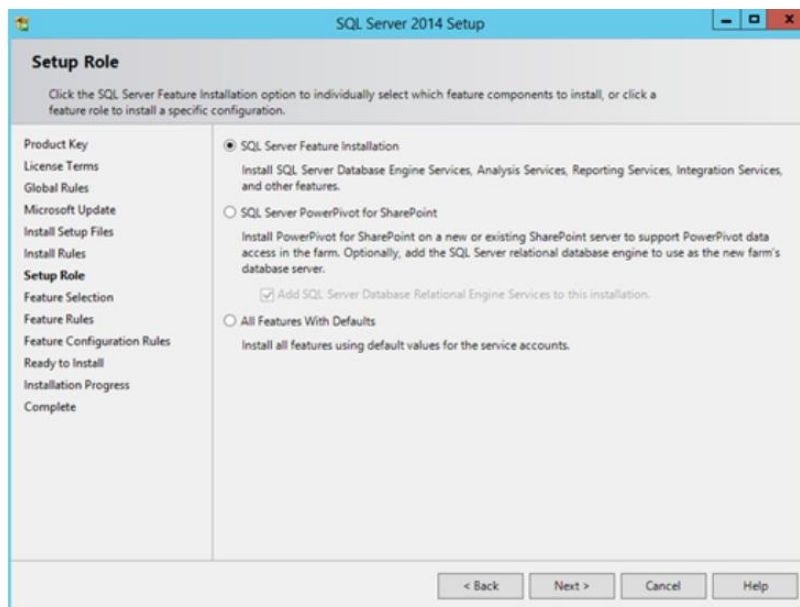 SQL Server 2014 Setup
Setup Role
Click the SQL Server Feature Installation option to individually select which feature components to install, or click a
feature role to install a specific configuration.
Product Key
License Terms
Global Rules
Microsoft Update
Install Setup Files
Install Rules
Setup Role
Feature Selection
Feature Rules
Feature Configuration Rules
Ready to Install
Installation Progress
Complete
SQL Server Feature Installation
Install SQL Server Database Engine Services, Analysis Services, Reporting Services, Integration Services,
and other features.
SQL Server PowerPivot for SharePoint
Install PowerPivot for SharePoint on a new or existing SharePoint server to support PowerPivot data
access in the farm. Optionally, add the SQL Server relational database engine to use as the new farm's
database server.
Add SQL Server Database Relational Engine Services to this installation.
All Features With Defaults
Install all features using default values for the service accounts.
< Back
Next >
Cancel
Help